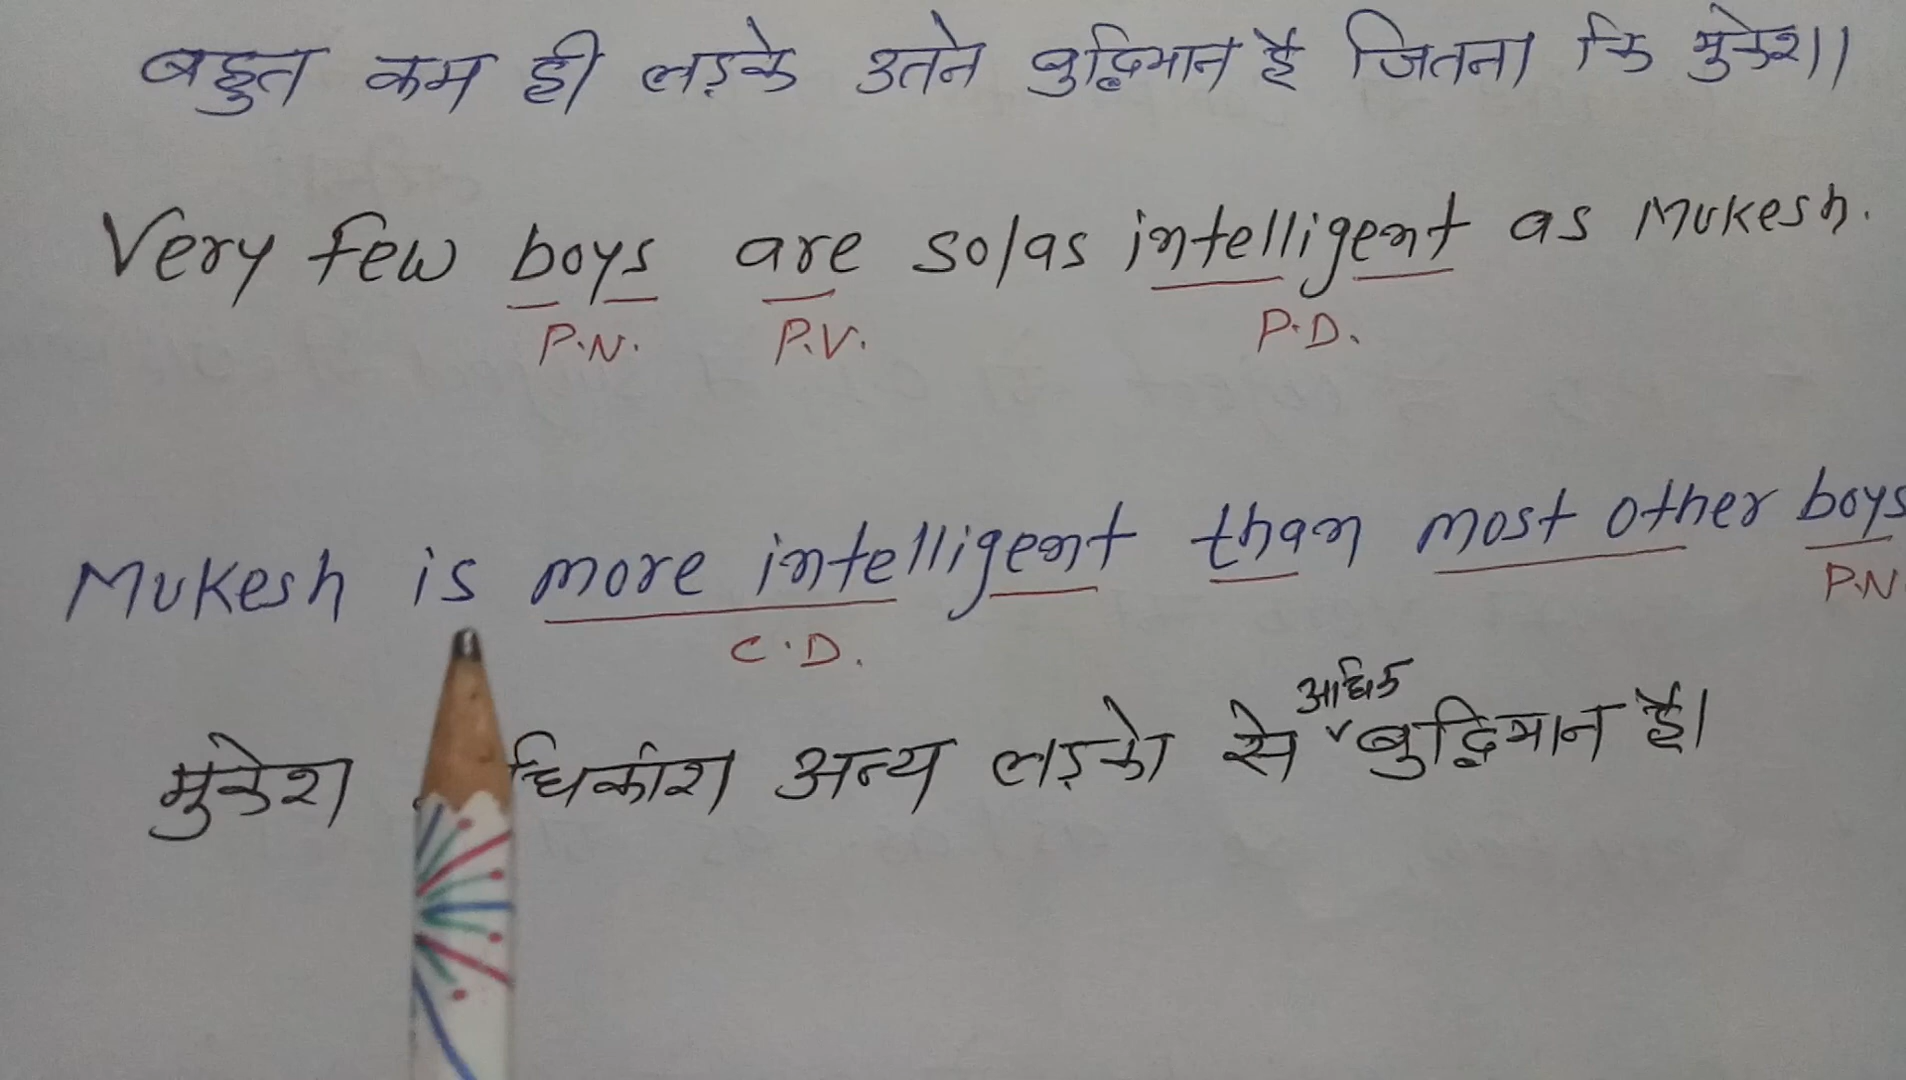 बहुत कम ही लड़के उतने बुद्धिमान है जितना कि मुकेश।।
Very few boys are so/as intelligent as Mukesh.
P.N. P.V. P.D.
Mukesh is more intelligent than most other boys
C.D. P.N.
अधिक
मुकेश धिकांश अन्य लड़को से बुद्धिमान है।